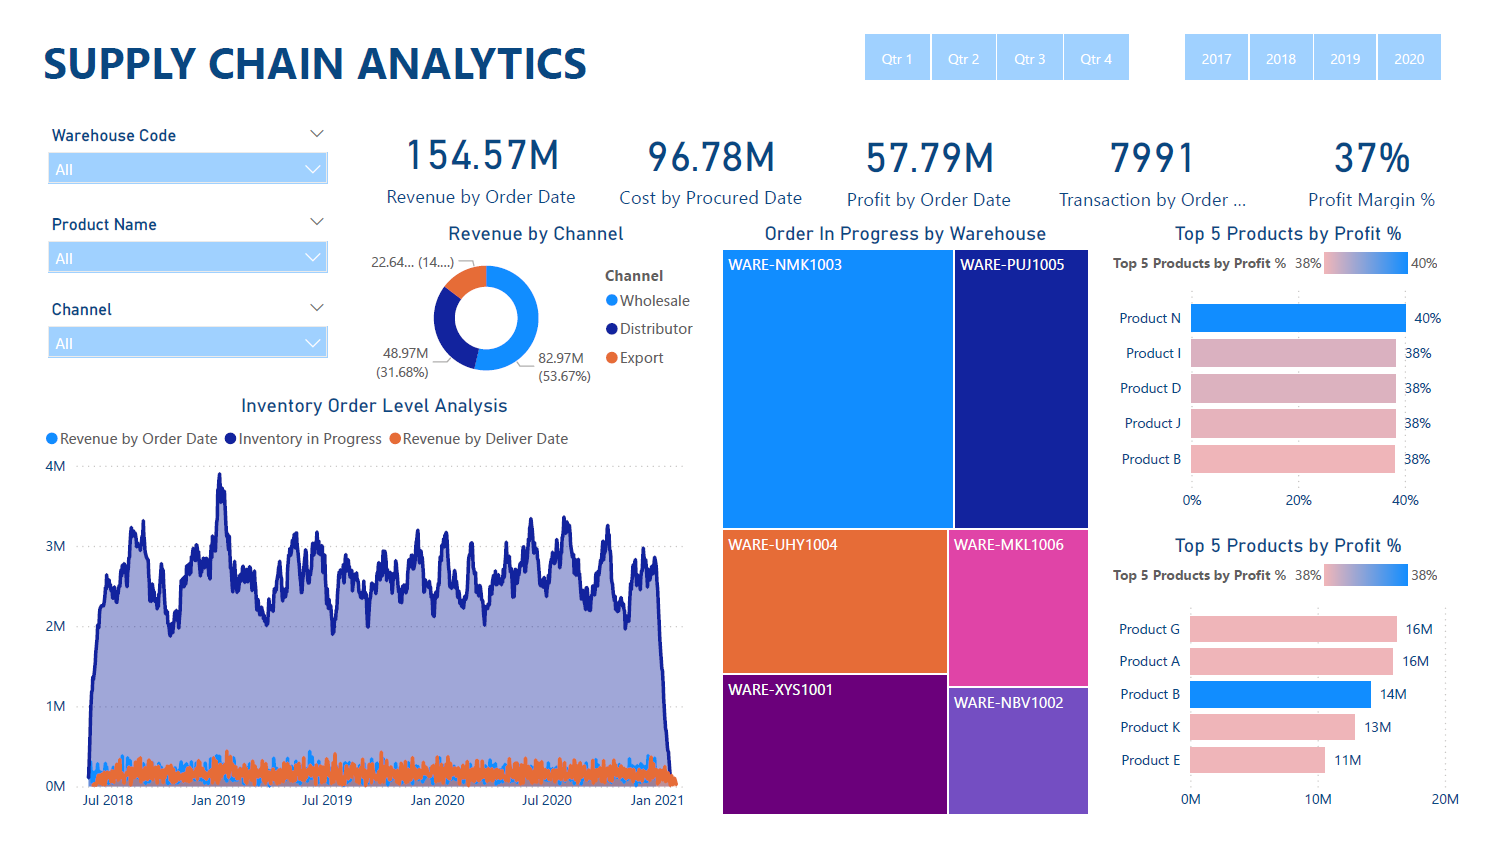 SUPPLY CHAIN ANALYTICS
Qtr 1 Qtr 2 Qtr 3 Qtr 4
2017 2018 2019 2020
Warehouse Code
All
Product Name
All
Channel
All
154.57M
Revenue by Order Date
96.78M
Cost by Procured Date
57.79M
Profit by Order Date
7991
Transaction by Order ...
37%
Profit Margin %
Revenue by Channel
22.64... (14....)
48.97M
(31.68%)
82.97M
(53.67%)
Channel
Wholesale
Distributor
Export
Inventory Order Level Analysis
Revenue by Order Date Inventory in Progress Revenue by Deliver Date
4M
3M
2M
1M
0M
Jul 2018 Jan 2019 Jul 2019 Jan 2020 Jul 2020 Jan 2021
Order In Progress by Warehouse
WARE-NMK1003
WARE-PUJ1005
WARE-UHY1004
WARE-MKL1006
WARE-XYS1001
WARE-NBV1002
Top 5 Products by Profit %
Top 5 Products by Profit % 38% 40%
Product N 40%
Product I 38%
Product D 38%
Product J 38%
Product B 38%
0% 20% 40%
Top 5 Products by Profit %
Top 5 Products by Profit % 38% 38%
Product G 16M
Product A 16M
Product B 14M
Product K 13M
Product E 11M
0M 10M 20M